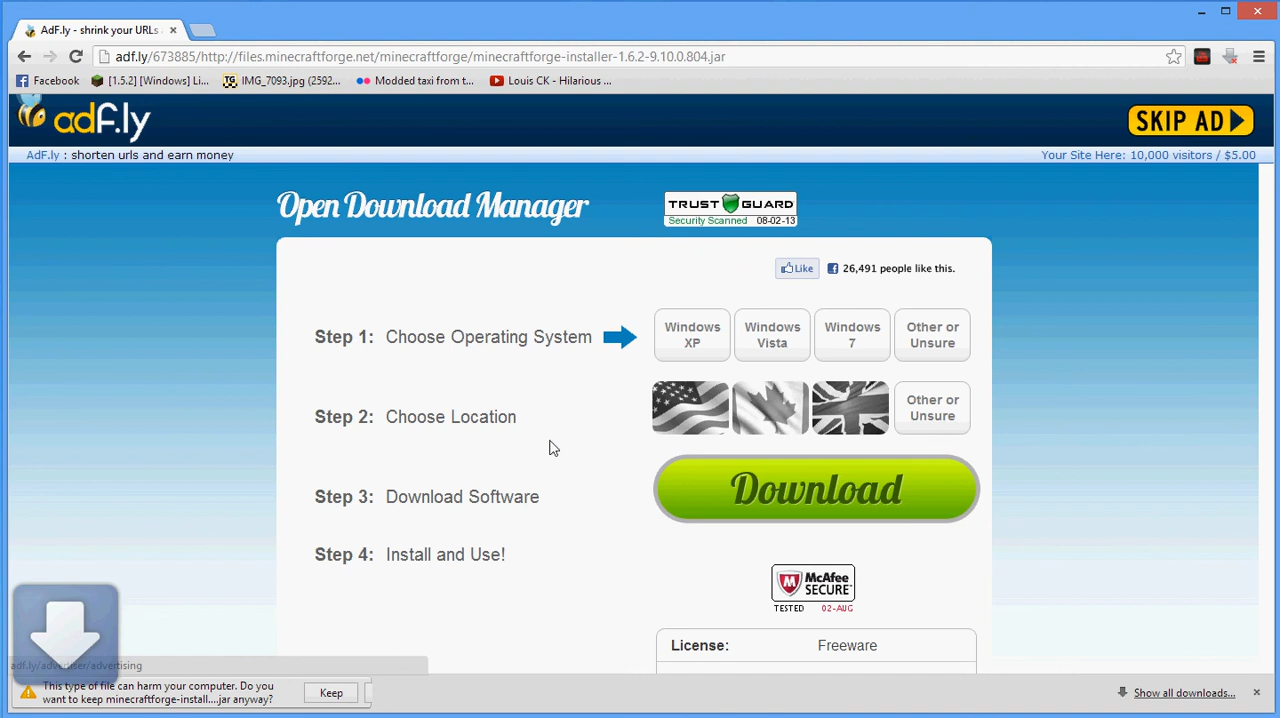 AdF.ly - shrink your URLs a
adf.ly/673885/http://files.minecraftforge.net/minecraftforge/minecraftforge-installer-1.6.2-9.10.0.804.jar
Facebook [1.5.2] [Windows] Li... TG IMG_7093.jpg (2592... Modded taxi from t... Louis CK - Hilarious ...
adf.ly SKIP AD
AdF.ly : shorten urls and earn money Your Site Here: 10,000 visitors / $5.00
Open Download Manager
TRUST GUARD
Security Scanned 08-02-13
Like 26,491 people like this.
Step 1: Choose Operating System
Windows XP
Windows Vista
Windows 7
Other or Unsure
Step 2: Choose Location
Other or Unsure
Step 3: Download Software
Download
Step 4: Install and Use!
McAfee
SECURE
TESTED 02-AUG
License: Freeware
adf.ly/advertiser/advertising
This type of file can harm your computer. Do you
want to keep minecraftforge-install....jar anyway?
Keep
Show all downloads...